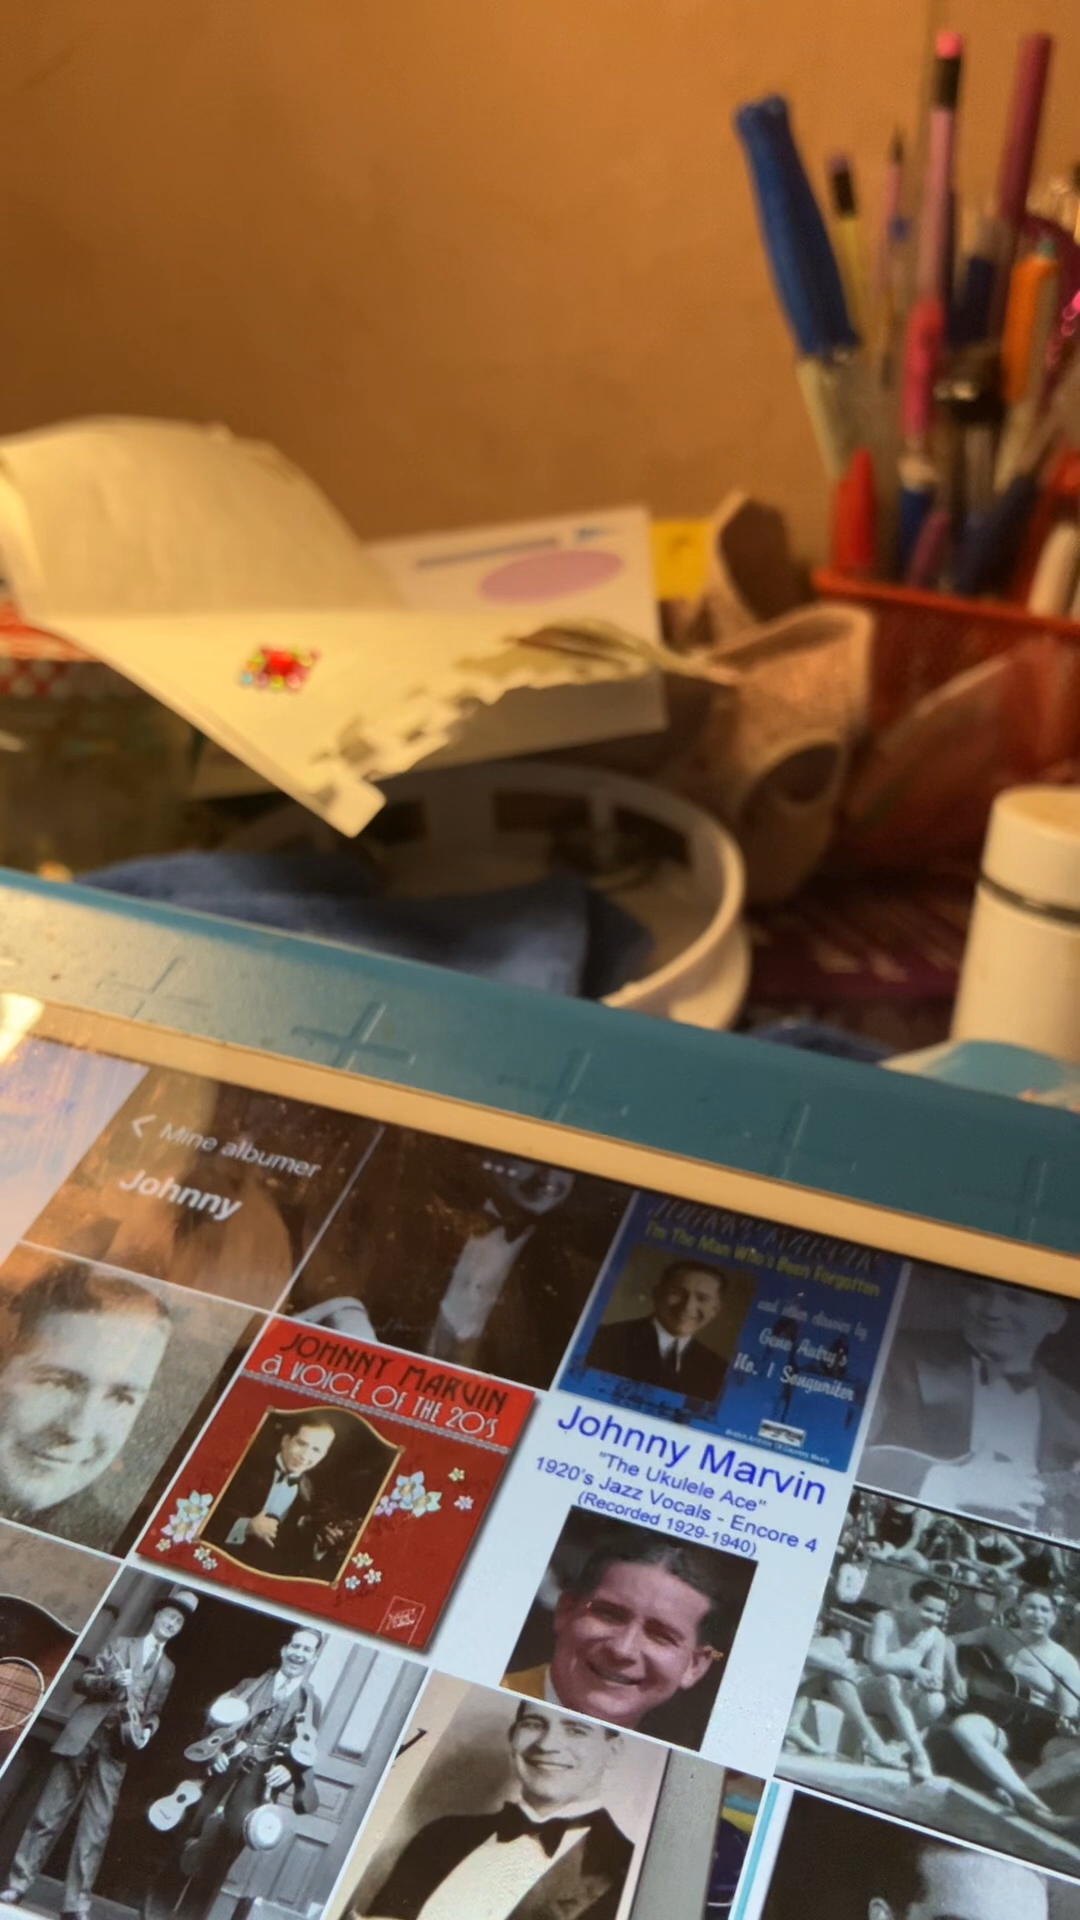 Mine albumer
Johnny
I'm The Man Who's Been Forgotten
and other classics by
Gene Autry's
No. 1 Songwriter
JOHNNY MARVIN
a VOICE OF THE 20'S
Johnny Marvin
"The Ukulele Ace"
1920's Jazz Vocals - Encore 4
(Recorded 1929-1940)